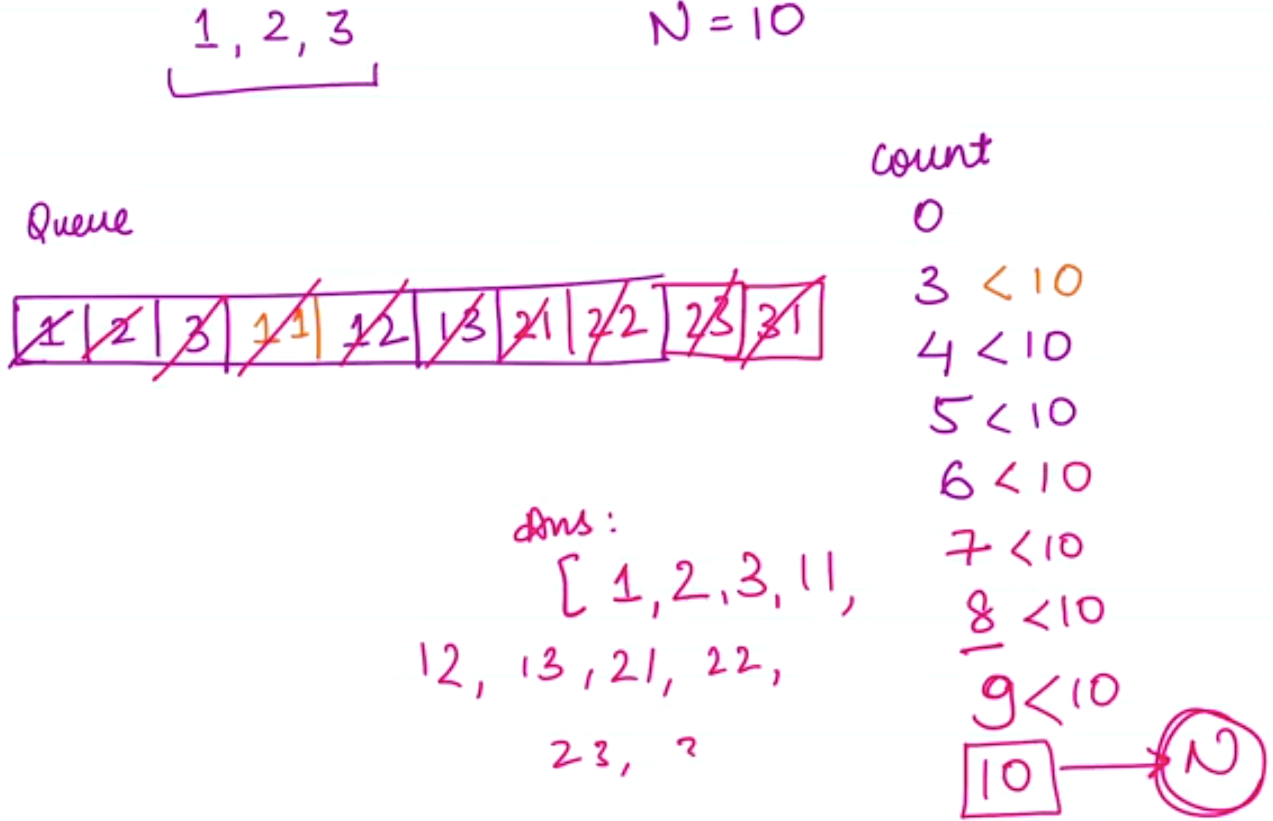 1, 2, 3
N = 10
count
0
Queue
3 < 10
1 2 3 11 12 13 21 22 23 31
4 < 10
5 < 10
6 < 10
Ans :
7 < 10
[ 1, 2, 3, 11,
8 < 10
12, 13, 21, 22,
9 < 10
23,
10 → N